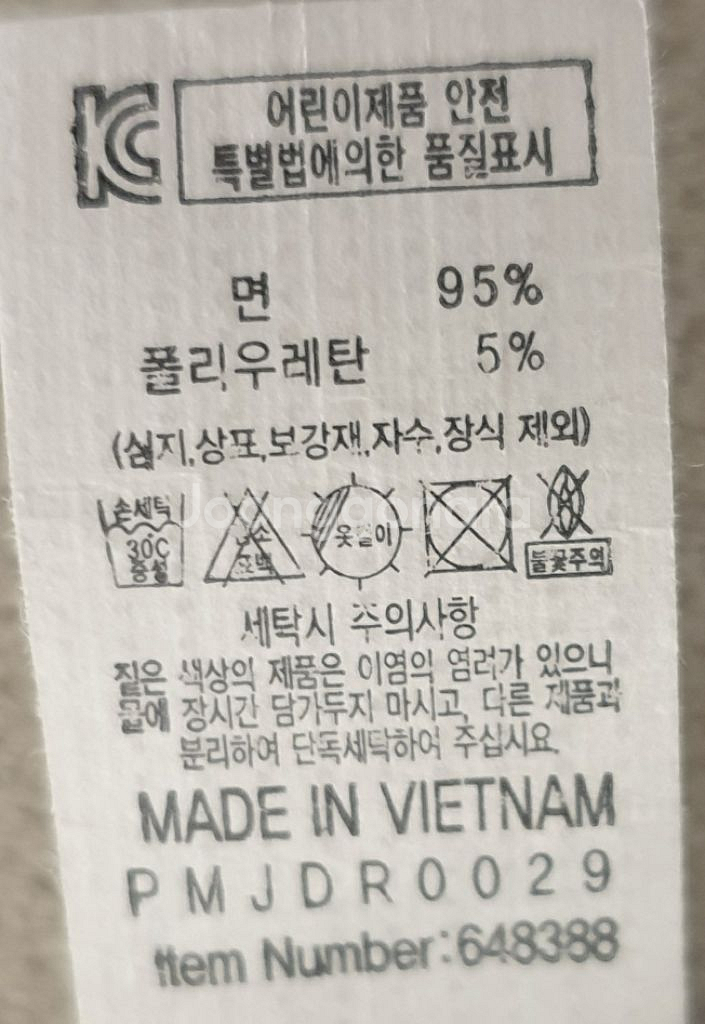 KC
어린이제품 안전
특별법에의한 품질표시
면 95%
폴리우레탄 5%
(심지,상표,보강재,자수,장식 제외)
손세탁
30℃
중성
염소
표백
옷걸이
불꽃주의
세탁시 주의사항
짙은 색상의 제품은 이염의 염려가 있으니
물에 장시간 담가두지 마시고, 다른 제품과
분리하여 단독세탁하여 주십시요.
MADE IN VIETNAM
PMJDR0029
Item Number:648388